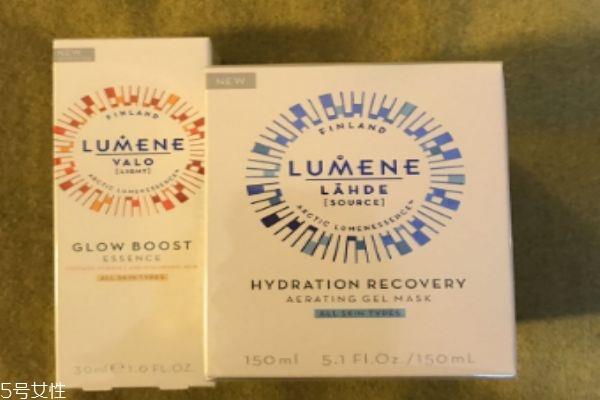 NEW
FINLAND
LUMENE
VALO
[LIGHT]
ARCTIC LUMENESSENCE™
GLOW BOOST
ESSENCE
ALL SKIN TYPES
30ml ℮ 1.0 FL.OZ.
NEW
FINLAND
LUMENE
LÄHDE
[SOURCE]
ARCTIC LUMENESSENCE™
HYDRATION RECOVERY
AERATING GEL MASK
ALL SKIN TYPES
150ml 5.1 Fl.Oz./150mL
5号女性